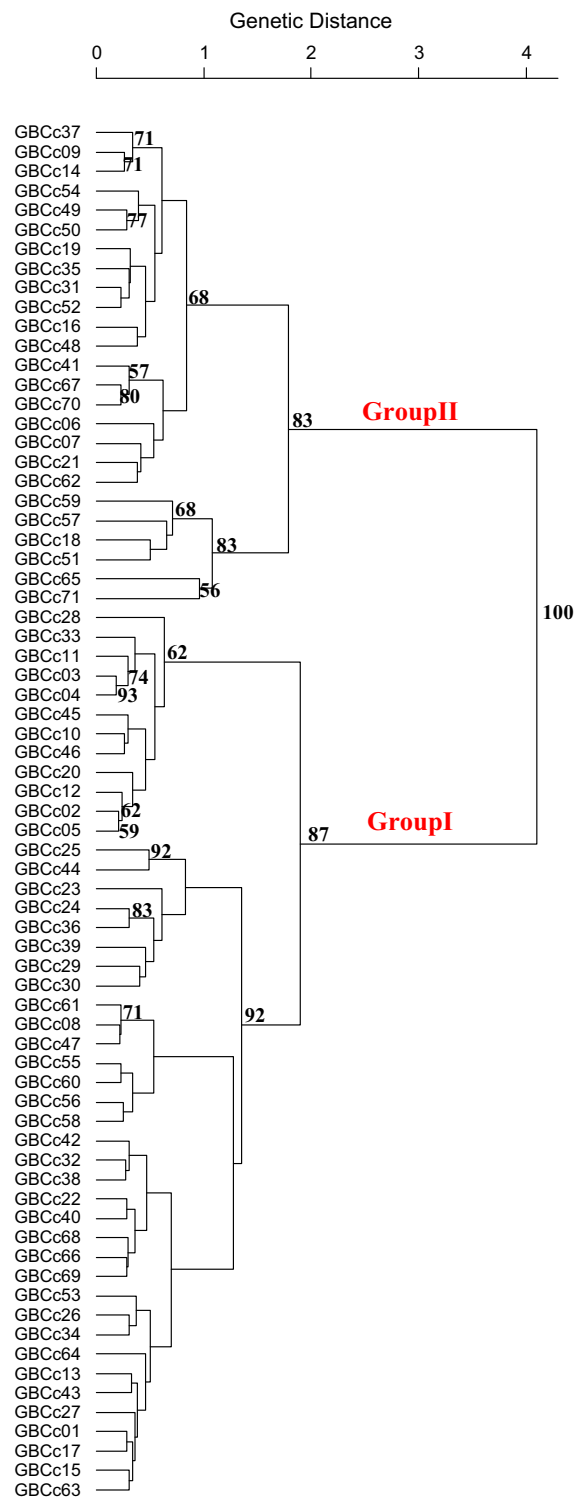 Genetic Distance
0 1 2 3 4
GBCc37
71
GBCc09
GBCc14 71
GBCc54
GBCc49
77
GBCc50
GBCc19
GBCc35
GBCc31
68
GBCc52
GBCc16
GBCc48
GBCc41
57
GBCc67
80
GBCc70
83 GroupII
GBCc06
GBCc07
GBCc21
GBCc62
GBCc59
68
GBCc57
GBCc18
83
GBCc51
GBCc65
56
GBCc71
100
GBCc28
GBCc33
GBCc11
62
GBCc03 74
GBCc04 93
GBCc45
GBCc10
GBCc46
GBCc20
GBCc12
GBCc02 62
GBCc05 59
87 GroupI
GBCc25 92
GBCc44
GBCc23
GBCc24 83
GBCc36
GBCc39
GBCc29
GBCc30
GBCc61
71
GBCc08 92
GBCc47
GBCc55
GBCc60
GBCc56
GBCc58
GBCc42
GBCc32
GBCc38
GBCc22
GBCc40
GBCc68
GBCc66
GBCc69
GBCc53
GBCc26
GBCc34
GBCc64
GBCc13
GBCc43
GBCc27
GBCc01
GBCc17
GBCc15
GBCc63